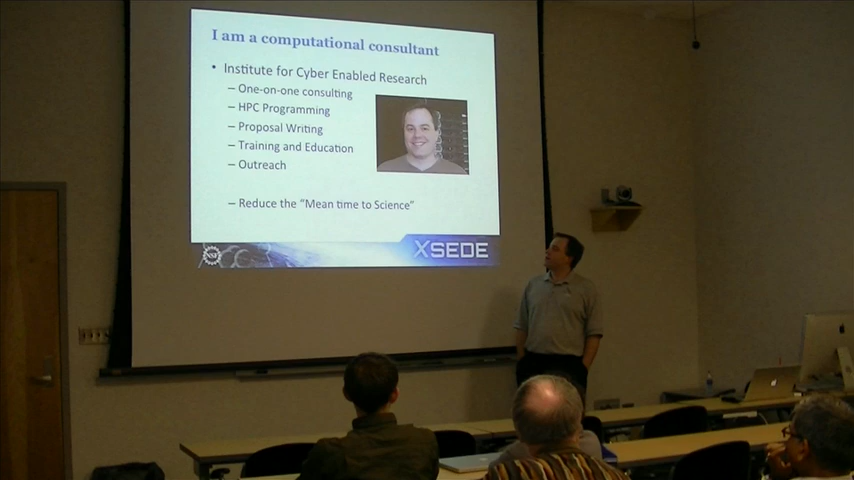 I am a computational consultant
• Institute for Cyber Enabled Research
– One-on-one consulting
– HPC Programming
– Proposal Writing
– Training and Education
– Outreach
– Reduce the “Mean time to Science”
NSF
XSEDE